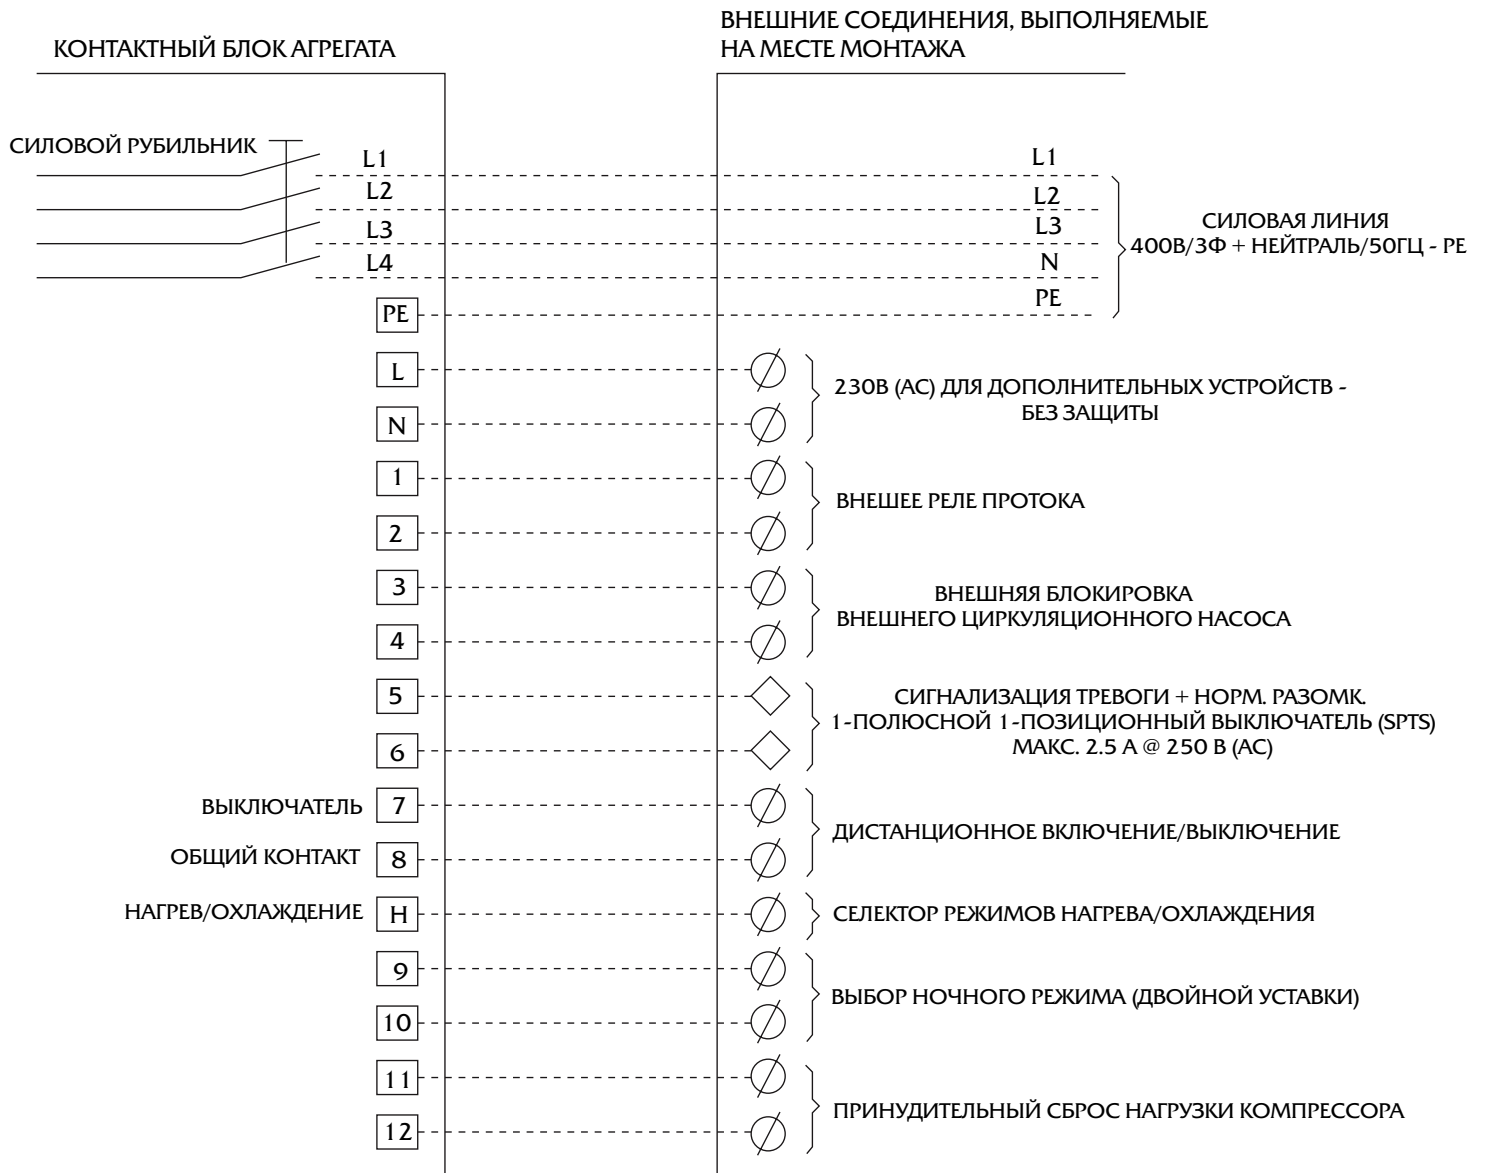 ВНЕШНИЕ СОЕДИНЕНИЯ, ВЫПОЛНЯЕМЫЕ
НА МЕСТЕ МОНТАЖА
КОНТАКТНЫЙ БЛОК АГРЕГАТА
СИЛОВОЙ РУБИЛЬНИК
L1
L1
L2
L2
L3
L3
L4
N
PE
PE
СИЛОВАЯ ЛИНИЯ
400В/3Ф + НЕЙТРАЛЬ/50ГЦ - PE
L
N
230В (АС) ДЛЯ ДОПОЛНИТЕЛЬНЫХ УСТРОЙСТВ -
БЕЗ ЗАЩИТЫ
1
2
ВНЕШЕЕ РЕЛЕ ПРОТОКА
3
4
ВНЕШНЯЯ БЛОКИРОВКА
ВНЕШНЕГО ЦИРКУЛЯЦИОННОГО НАСОСА
5
6
СИГНАЛИЗАЦИЯ ТРЕВОГИ + НОРМ. РАЗОМК.
1-ПОЛЮСНОЙ 1-ПОЗИЦИОННЫЙ ВЫКЛЮЧАТЕЛЬ (SPTS)
МАКС. 2.5 А @ 250 В (АС)
ВЫКЛЮЧАТЕЛЬ 7
ОБЩИЙ КОНТАКТ 8
ДИСТАНЦИОННОЕ ВКЛЮЧЕНИЕ/ВЫКЛЮЧЕНИЕ
НАГРЕВ/ОХЛАЖДЕНИЕ H
СЕЛЕКТОР РЕЖИМОВ НАГРЕВА/ОХЛАЖДЕНИЯ
9
10
ВЫБОР НОЧНОГО РЕЖИМА (ДВОЙНОЙ УСТАВКИ)
11
12
ПРИНУДИТЕЛЬНЫЙ СБРОС НАГРУЗКИ КОМПРЕССОРА